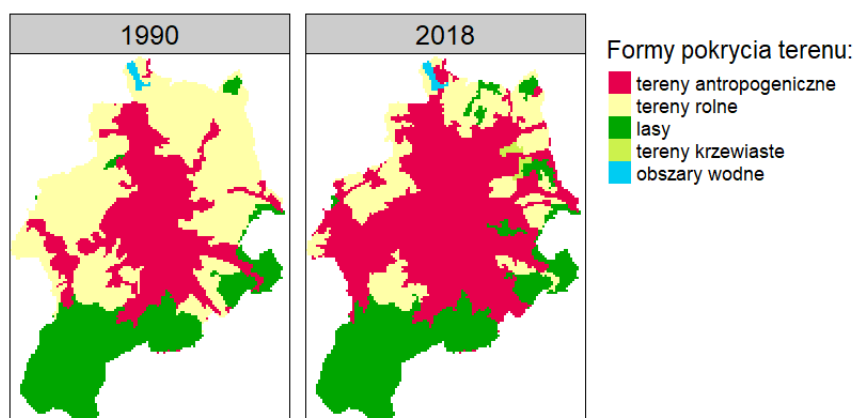 1990
2018
Formy pokrycia terenu:
tereny antropogeniczne
tereny rolne
lasy
tereny krzewiaste
obszary wodne